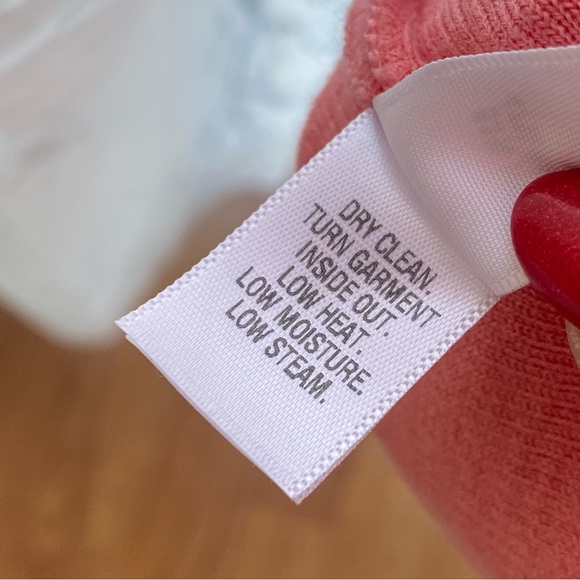 DRY CLEAN.
TURN GARMENT
INSIDE OUT.
LOW HEAT.
LOW MOISTURE.
LOW STEAM.